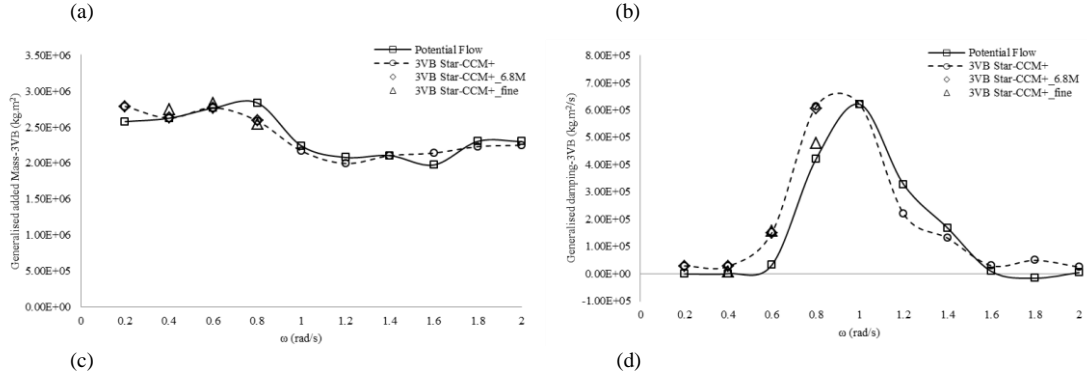 (a)
(b)
Potential Flow
3VB Star-CCM+
3VB Star-CCM+_6.8M
3VB Star-CCM+_fine
Generalised added Mass-3VB (kg.m²)
3.50E+06
3.00E+06
2.50E+06
2.00E+06
1.50E+06
1.00E+06
5.00E+05
0.00E+00
0 0.2 0.4 0.6 0.8 1.0 1.2 1.4 1.6 1.8 2
ω (rad/s)
Potential Flow
3VB Star-CCM+
3VB Star-CCM+_6.8M
3VB Star-CCM+_fine
Generalised damping-3VB (kg.m²/s)
8.00E+05
7.00E+05
6.00E+05
5.00E+05
4.00E+05
3.00E+05
2.00E+05
1.00E+05
0.00E+00
-1.00E+05
0 0.2 0.4 0.6 0.8 1.0 1.2 1.4 1.6 1.8 2
ω (rad/s)
(c)
(d)